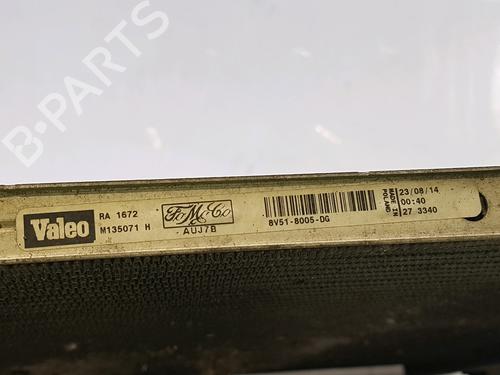 B-PARTS
Valeo
RA 1672
M135071 H
FoMoCo
AUJ7B
8V51-8005-DG
MADE IN
POLAND
23/08/14
00:40
27 3340